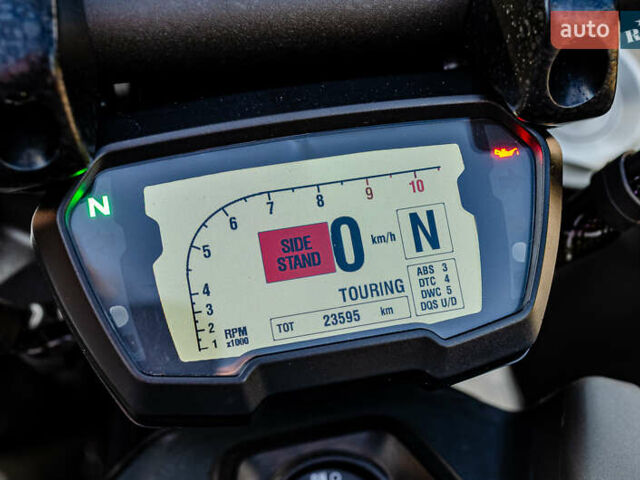 auto R
N
5 6 7 8 9 10
4
3
2
1
RPM
x1000
SIDE
STAND
0 km/h N
TOURING
ABS 3
DTC 4
DWC 5
DQS U/D
TOT 23595 km